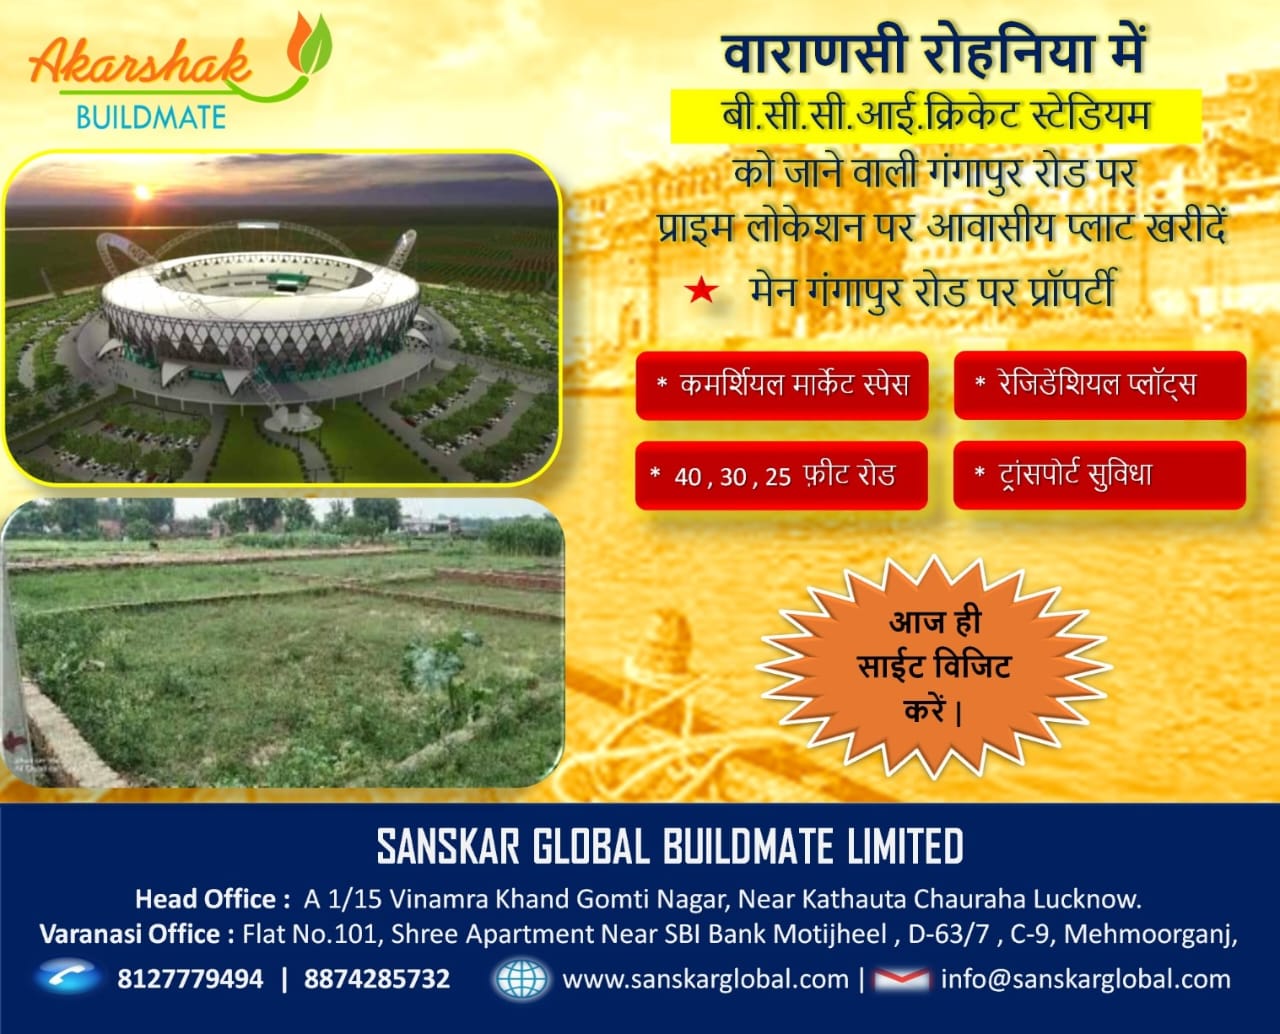 Akarshak
BUILDMATE
वाराणसी रोहनिया में
बी.सी.सी.आई.क्रिकेट स्टेडियम
को जाने वाली गंगापुर रोड पर
प्राइम लोकेशन पर आवासीय प्लाट खरीदें
★ मेन गंगापुर रोड पर प्रॉपर्टी
* कमर्शियल मार्केट स्पेस
* रेजिडेंशियल प्लॉट्स
* 40 , 30 , 25 फ़ीट रोड
* ट्रांसपोर्ट सुविधा
आज ही
साईट विजिट
करें |
SANSKAR GLOBAL BUILDMATE LIMITED
Head Office : A 1/15 Vinamra Khand Gomti Nagar, Near Kathauta Chauraha Lucknow.
Varanasi Office : Flat No.101, Shree Apartment Near SBI Bank Motijheel , D-63/7 , C-9, Mehmoorganj,
8127779494 | 8874285732 www.sanskarglobal.com | info@sanskarglobal.com